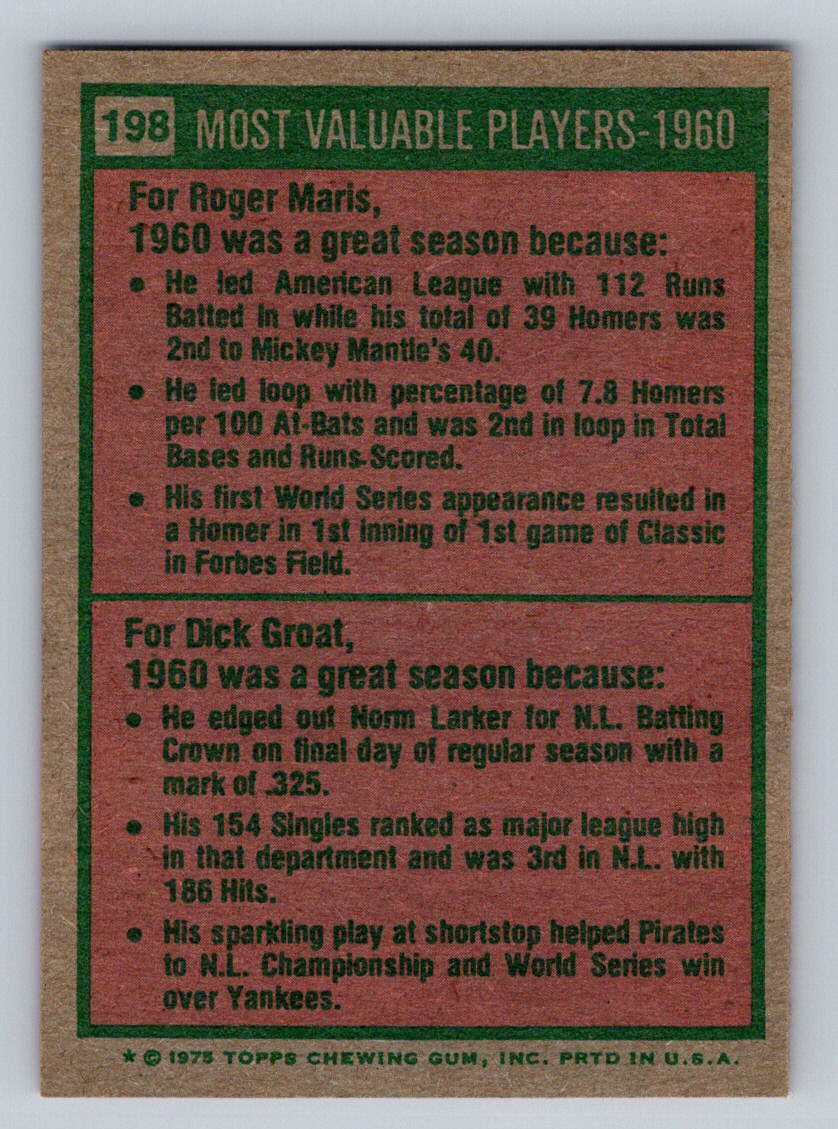 198 MOST VALUABLE PLAYERS-1960
For Roger Maris,
1960 was a great season because:
• He led American League with 112 Runs
Batted In while his total of 39 Homers was
2nd to Mickey Mantle's 40.
• He led loop with percentage of 7.8 Homers
per 100 At-Bats and was 2nd in loop in Total
Bases and Runs-Scored.
• His first World Series appearance resulted in
a Homer in 1st inning of 1st game of Classic
in Forbes Field.
For Dick Groat,
1960 was a great season because:
• He edged out Norm Larker for N.L. Batting
Crown on final day of regular season with a
mark of .325.
• His 154 Singles ranked as major league high
in that department and was 3rd in N.L. with
186 Hits.
• His sparkling play at shortstop helped Pirates
to N.L. Championship and World Series win
over Yankees.
★ © 1975 TOPPS CHEWING GUM, INC. PRTD IN U.S.A.